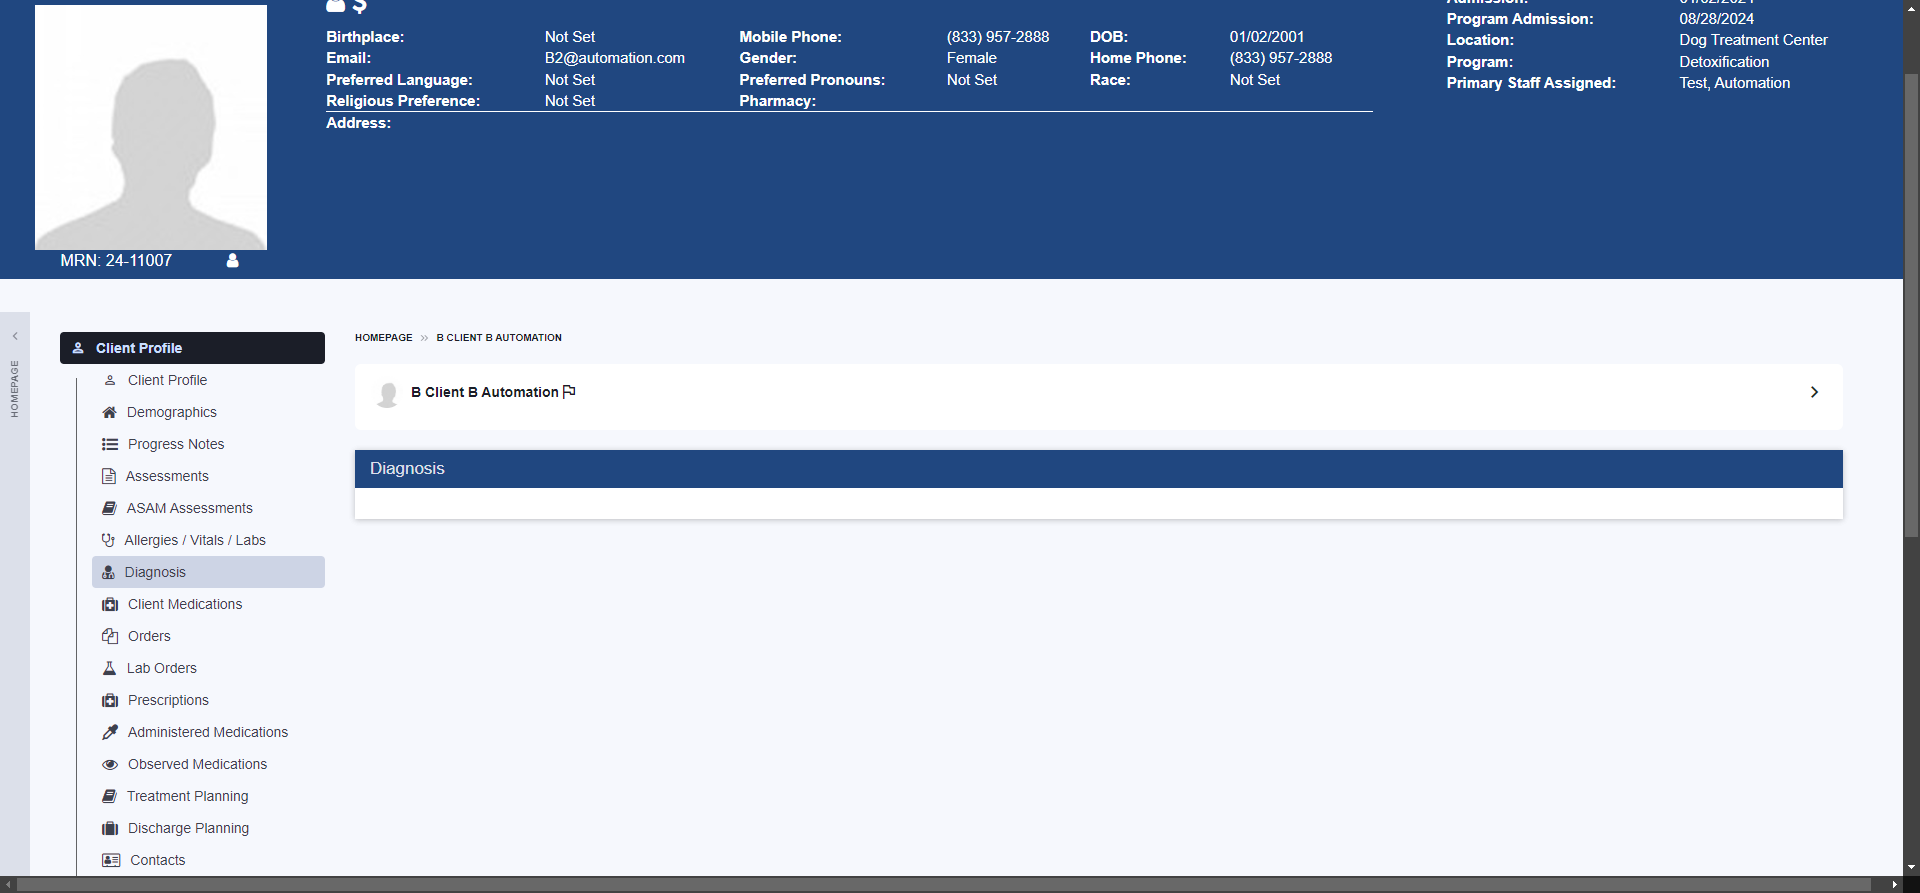 $
Birthplace: Not Set Mobile Phone: (833) 957-2888 DOB: 01/02/2001
Email: B2@automation.com Gender: Female Home Phone: (833) 957-2888
Preferred Language: Not Set Preferred Pronouns: Not Set Race: Not Set
Religious Preference: Not Set Pharmacy:
Address:
Admission: 01/02/2024
Program Admission: 08/28/2024
Location: Dog Treatment Center
Program: Detoxification
Primary Staff Assigned: Test, Automation
MRN: 24-11007
HOMEPAGE
Client Profile
Client Profile
Demographics
Progress Notes
Assessments
ASAM Assessments
Allergies / Vitals / Labs
Diagnosis
Client Medications
Orders
Lab Orders
Prescriptions
Administered Medications
Observed Medications
Treatment Planning
Discharge Planning
Contacts
HOMEPAGE » B CLIENT B AUTOMATION
B Client B Automation
Diagnosis